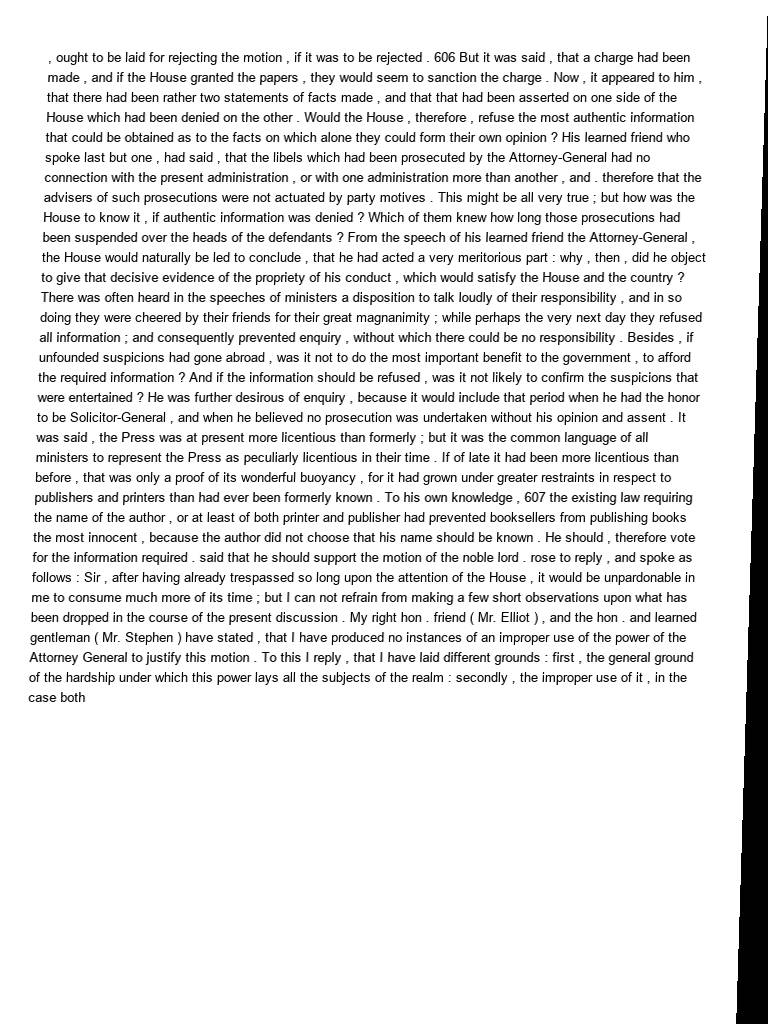 , ought to be laid for rejecting the motion , if it was to be rejected . 606 But it was said , that a charge had been
made , and if the House granted the papers , they would seem to sanction the charge . Now , it appeared to him ,
that there had been rather two statements of facts made , and that that had been asserted on one side of the
House which had been denied on the other . Would the House , therefore , refuse the most authentic information
that could be obtained as to the facts on which alone they could form their own opinion ? His learned friend who
spoke last but one , had said , that the libels which had been prosecuted by the Attorney-General had no
connection with the present administration , or with one administration more than another , and . therefore that the
advisers of such prosecutions were not actuated by party motives . This might be all very true ; but how was the
House to know it , if authentic information was denied ? Which of them knew how long those prosecutions had
been suspended over the heads of the defendants ? From the speech of his learned friend the Attorney-General ,
the House would naturally be led to conclude , that he had acted a very meritorious part : why , then , did he object
to give that decisive evidence of the propriety of his conduct , which would satisfy the House and the country ?
There was often heard in the speeches of ministers a disposition to talk loudly of their responsibility , and in so
doing they were cheered by their friends for their great magnanimity ; while perhaps the very next day they refused
all information ; and consequently prevented enquiry , without which there could be no responsibility . Besides , if
unfounded suspicions had gone abroad , was it not to do the most important benefit to the government , to afford
the required information ? And if the information should be refused , was it not likely to confirm the suspicions that
were entertained ? He was further desirous of enquiry , because it would include that period when he had the honor
to be Solicitor-General , and when he believed no prosecution was undertaken without his opinion and assent . It
was said , the Press was at present more licentious than formerly ; but it was the common language of all
ministers to represent the Press as peculiarly licentious in their time . If of late it had been more licentious than
before , that was only a proof of its wonderful buoyancy , for it had grown under greater restraints in respect to
publishers and printers than had ever been formerly known . To his own knowledge , 607 the existing law requiring
the name of the author , or at least of both printer and publisher had prevented booksellers from publishing books
the most innocent , because the author did not choose that his name should be known . He should , therefore vote
for the information required . said that he should support the motion of the noble lord . rose to reply , and spoke as
follows : Sir , after having already trespassed so long upon the attention of the House , it would be unpardonable in
me to consume much more of its time ; but I can not refrain from making a few short observations upon what has
been dropped in the course of the present discussion . My right hon . friend ( Mr. Elliot ) , and the hon . and learned
gentleman ( Mr. Stephen ) have stated , that I have produced no instances of an improper use of the power of the
Attorney General to justify this motion . To this I reply , that I have laid different grounds : first , the general ground
of the hardship under which this power lays all the subjects of the realm : secondly , the improper use of it , in the
case both